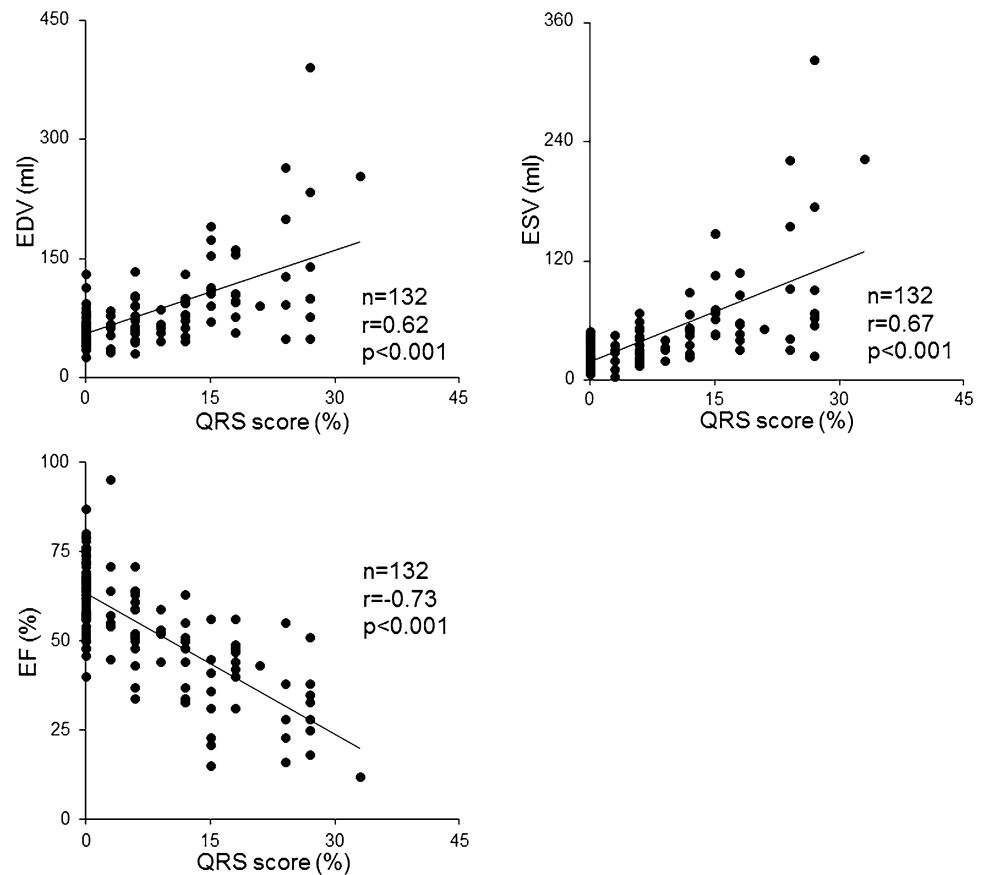 450
300
150
0
EDV (ml)
n=132
r=0.62
p<0.001
0 15 30 45
QRS score (%)
360
240
120
0
ESV (ml)
n=132
r=0.67
p<0.001
0 15 30 45
QRS score (%)
100
75
50
25
0
EF (%)
n=132
r=-0.73
p<0.001
0 15 30 45
QRS score (%)